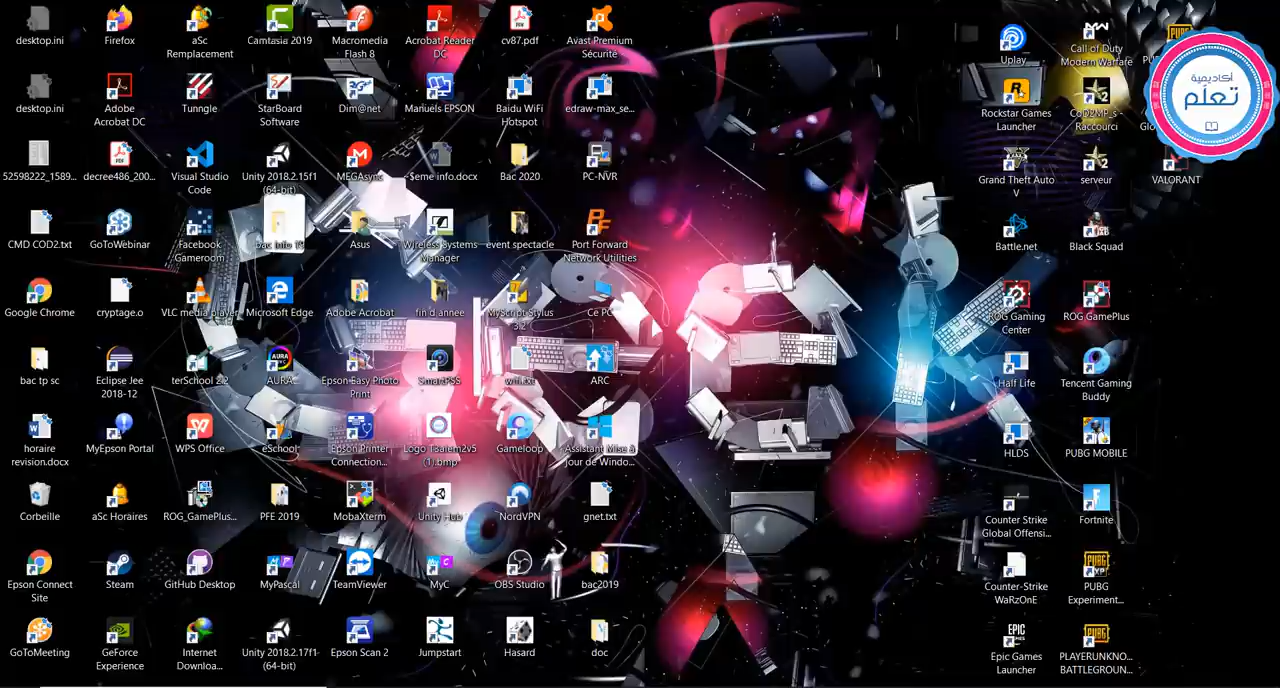 desktop.ini
Firefox
aSc
Remplacement
Camtasia 2019
Macromedia
Flash 8
Acrobat Reader
DC
cv87.pdf
Avast Premium
Sécurité
Uplay
Call of Duty
Modern Warfare
desktop.ini
Adobe
Acrobat DC
Tunngle
StarBoard
Software
Dim@net
Manuels EPSON
Baidu WiFi
Hotspot
edraw-max_se...
Rockstar Games
Launcher
CoD2MP_s -
Raccourci
أكاديمية
تعلّم
52598222_1589...
decree486_200...
Visual Studio
Code
Unity 2018.2.15f1
(64-bit)
MEGAsync
Bac 2020
PC-NVR
Grand Theft Auto
V
serveur
VALORANT
CMD COD2.txt
GoToWebinar
Facebook
Gameroom
Asus
Wireless Systems
Manager
event spectacle
Port Forward
Network Utilities
Battle.net
Black Squad
Google Chrome
cryptage.o
VLC media player
Microsoft Edge
Adobe Acrobat
fin d annee
MyScript Stylus
3.2
Ce PC
ROG Gaming
Center
ROG GamePlus
bac tp sc
Eclipse Jee
2018-12
AURA
Epson Easy Photo
Print
SmartPSS
wifi.txt
ARC
Half Life
Tencent Gaming
Buddy
horaire
revision.docx
MyEpson Portal
WPS Office
eSchool
Epson Printer
Connection...
Logo T3alem2v5
(1).bmp
Gameloop
Assistant Mise à
jour de Windo...
HLDS
PUBG MOBILE
Corbeille
aSc Horaires
ROG_GamePlus...
PFE 2019
MobaXterm
Unity Hub
NordVPN
gnet.txt
Counter Strike
Global Offensi...
Fortnite
Epson Connect
Site
Steam
GitHub Desktop
MyPascal
TeamViewer
MyC
OBS Studio
bac2019
Counter-Strike
WaRzOnE
PUBG
Experiment...
GoToMeeting
GeForce
Experience
Internet
Downloa...
Unity 2018.2.17f1
(64-bit)
Epson Scan 2
Jumpstart
Hasard
doc
Epic Games
Launcher
PLAYERUNKNO...
BATTLEGROUN...